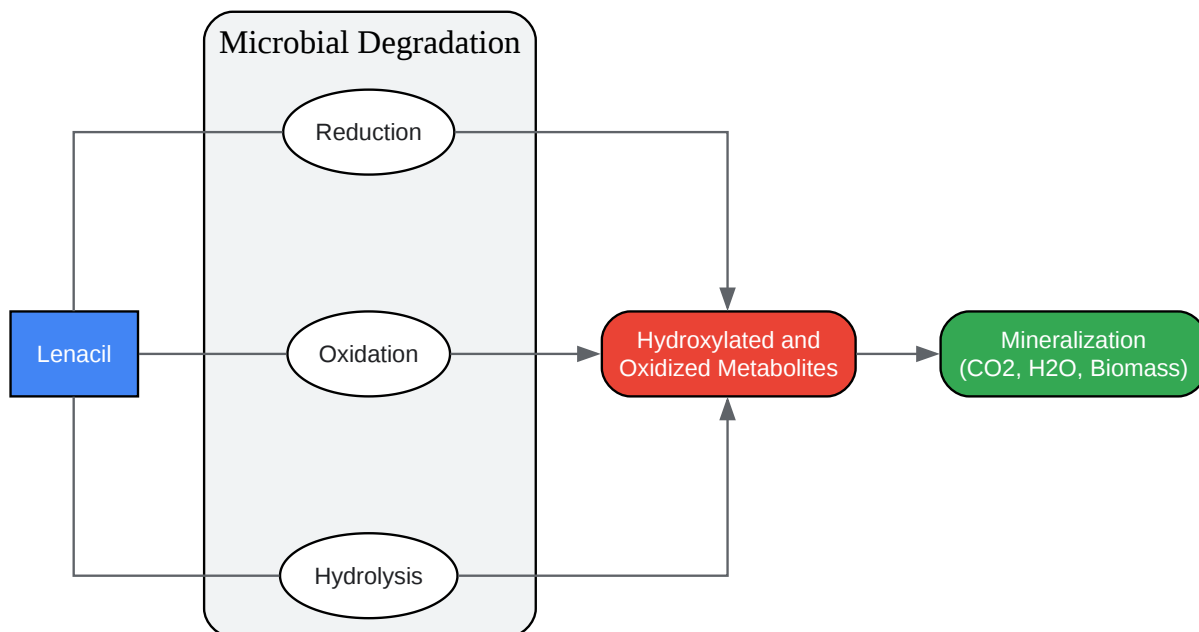 Microbial Degradation
Reduction
Lenacil
Oxidation
Hydroxylated and
Oxidized Metabolites
Mineralization
(CO2, H2O, Biomass)
Hydrolysis